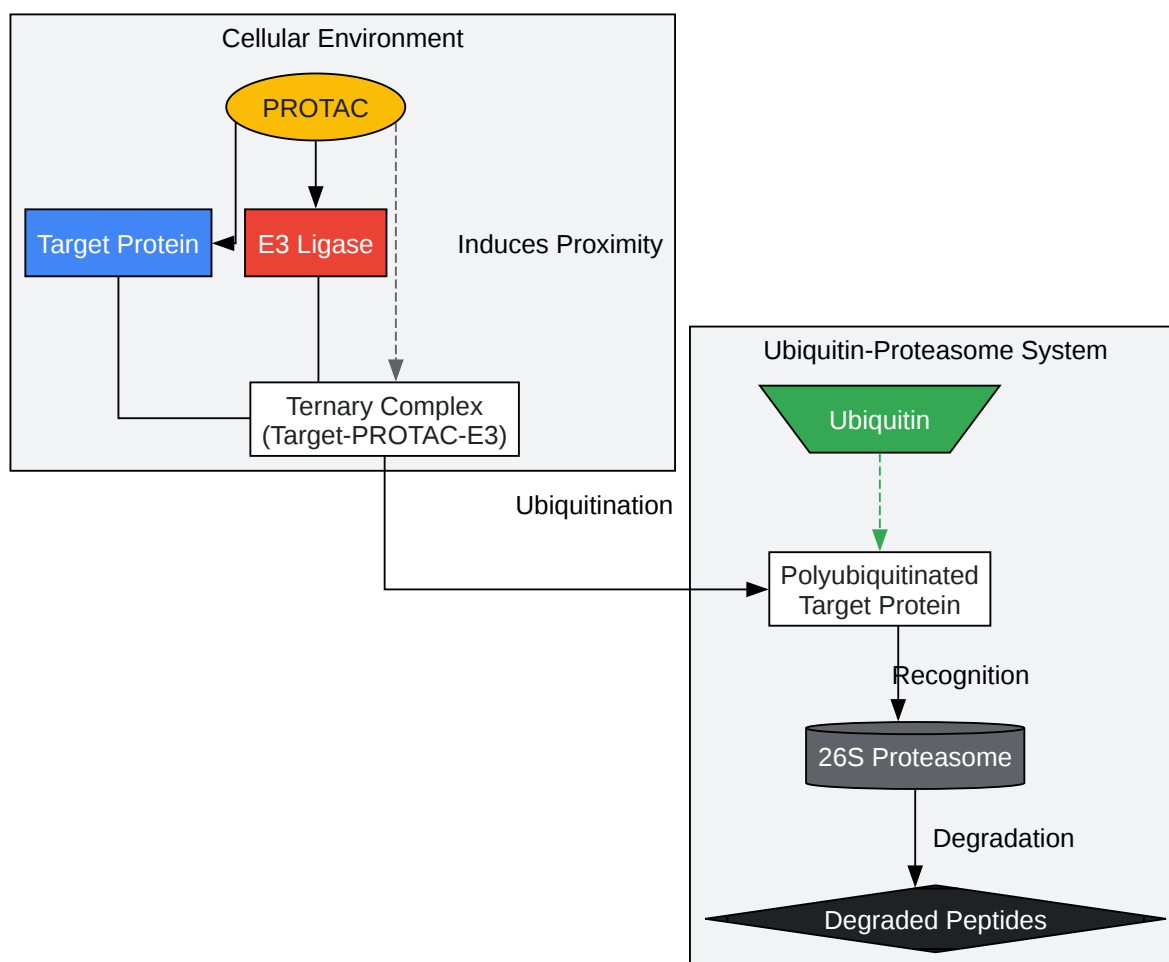 Cellular Environment
PROTAC
Target Protein
E3 Ligase
Induces Proximity
Ternary Complex
(Target-PROTAC-E3)
Ubiquitination
Ubiquitin-Proteasome System
Ubiquitin
Polyubiquitinated
Target Protein
Recognition
26S Proteasome
Degradation
Degraded Peptides